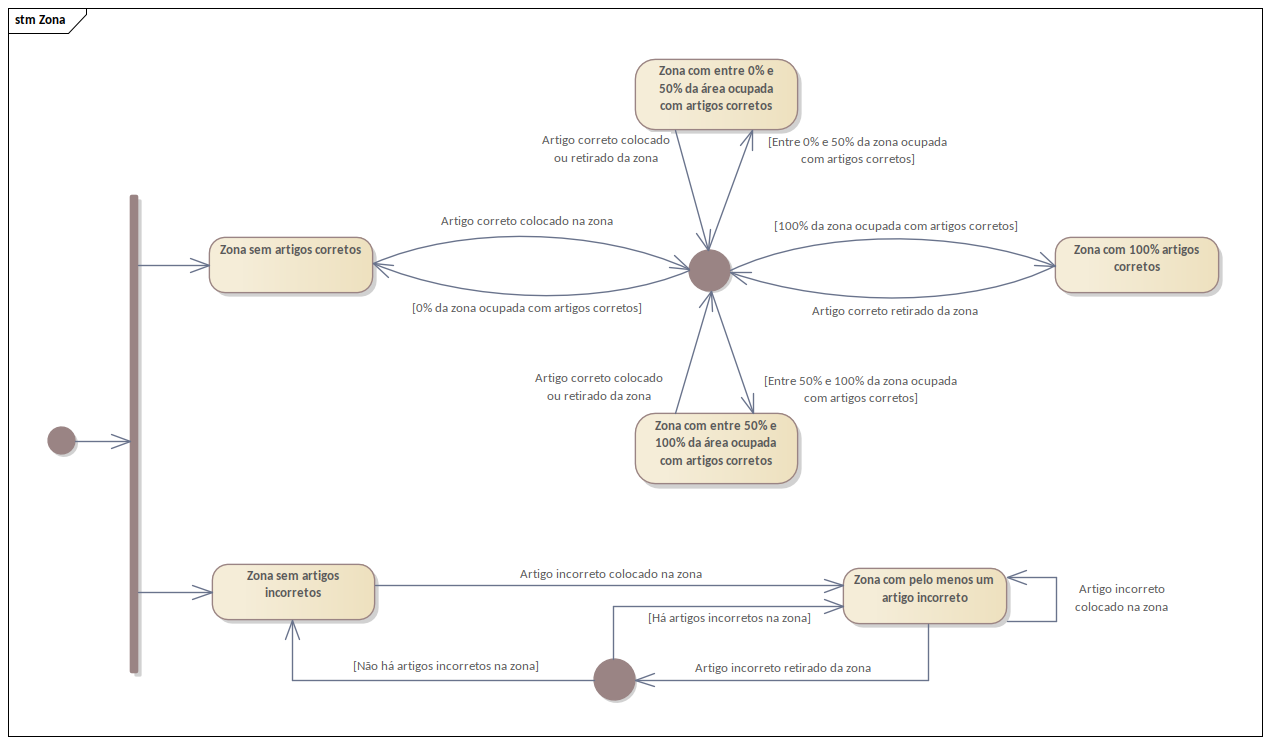 stm Zona
Zona com entre 0% e
50% da área ocupada
com artigos corretos
Artigo correto colocado
ou retirado da zona
[Entre 0% e 50% da zona ocupada
com artigos corretos]
Artigo correto colocado na zona
[100% da zona ocupada com artigos corretos]
Zona sem artigos corretos
Zona com 100% artigos
corretos
[0% da zona ocupada com artigos corretos]
Artigo correto retirado da zona
Artigo correto colocado
ou retirado da zona
[Entre 50% e 100% da zona ocupada
com artigos corretos]
Zona com entre 50% e
100% da área ocupada
com artigos corretos
Zona sem artigos
incorretos
Artigo incorreto colocado na zona
Zona com pelo menos um
artigo incorreto
Artigo incorreto
colocado na zona
[Há artigos incorretos na zona]
[Não há artigos incorretos na zona]
Artigo incorreto retirado da zona